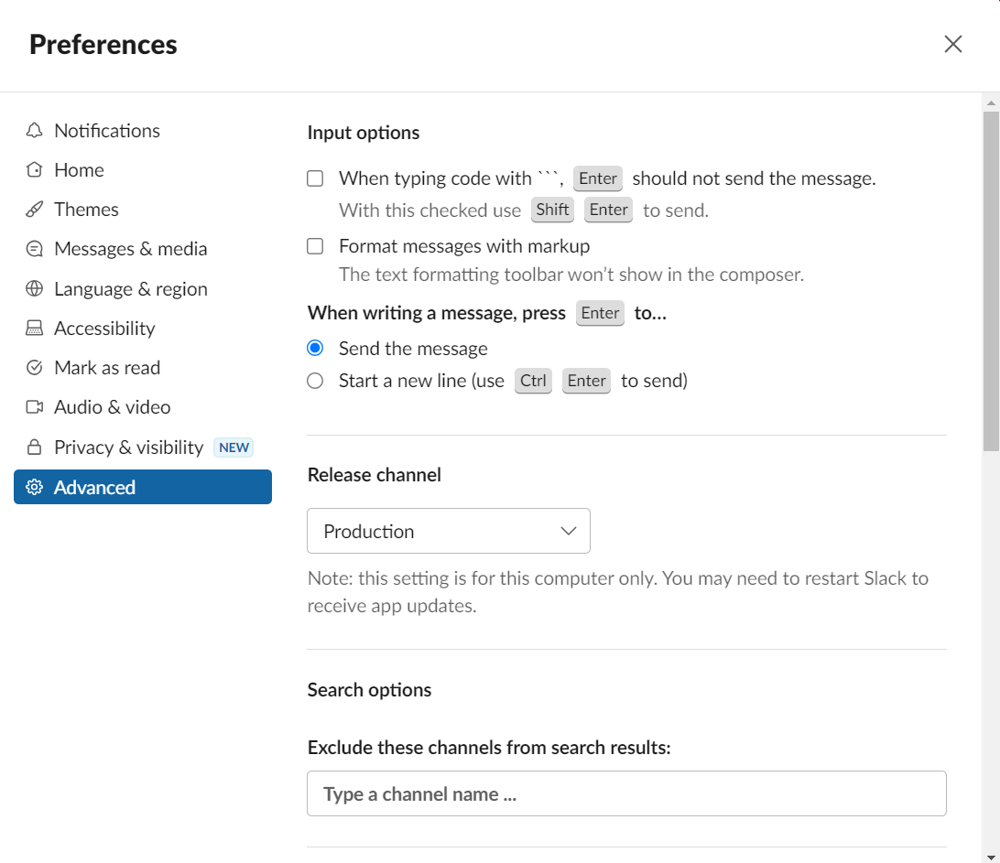 Preferences
Notifications
Home
Themes
Messages & media
Language & region
Accessibility
Mark as read
Audio & video
Privacy & visibility NEW
Advanced
Input options
When typing code with ```, Enter should not send the message.
With this checked use Shift Enter to send.
Format messages with markup
The text formatting toolbar won’t show in the composer.
When writing a message, press Enter to...
Send the message
Start a new line (use Ctrl Enter to send)
Release channel
Production
Note: this setting is for this computer only. You may need to restart Slack to
receive app updates.
Search options
Exclude these channels from search results:
Type a channel name ...